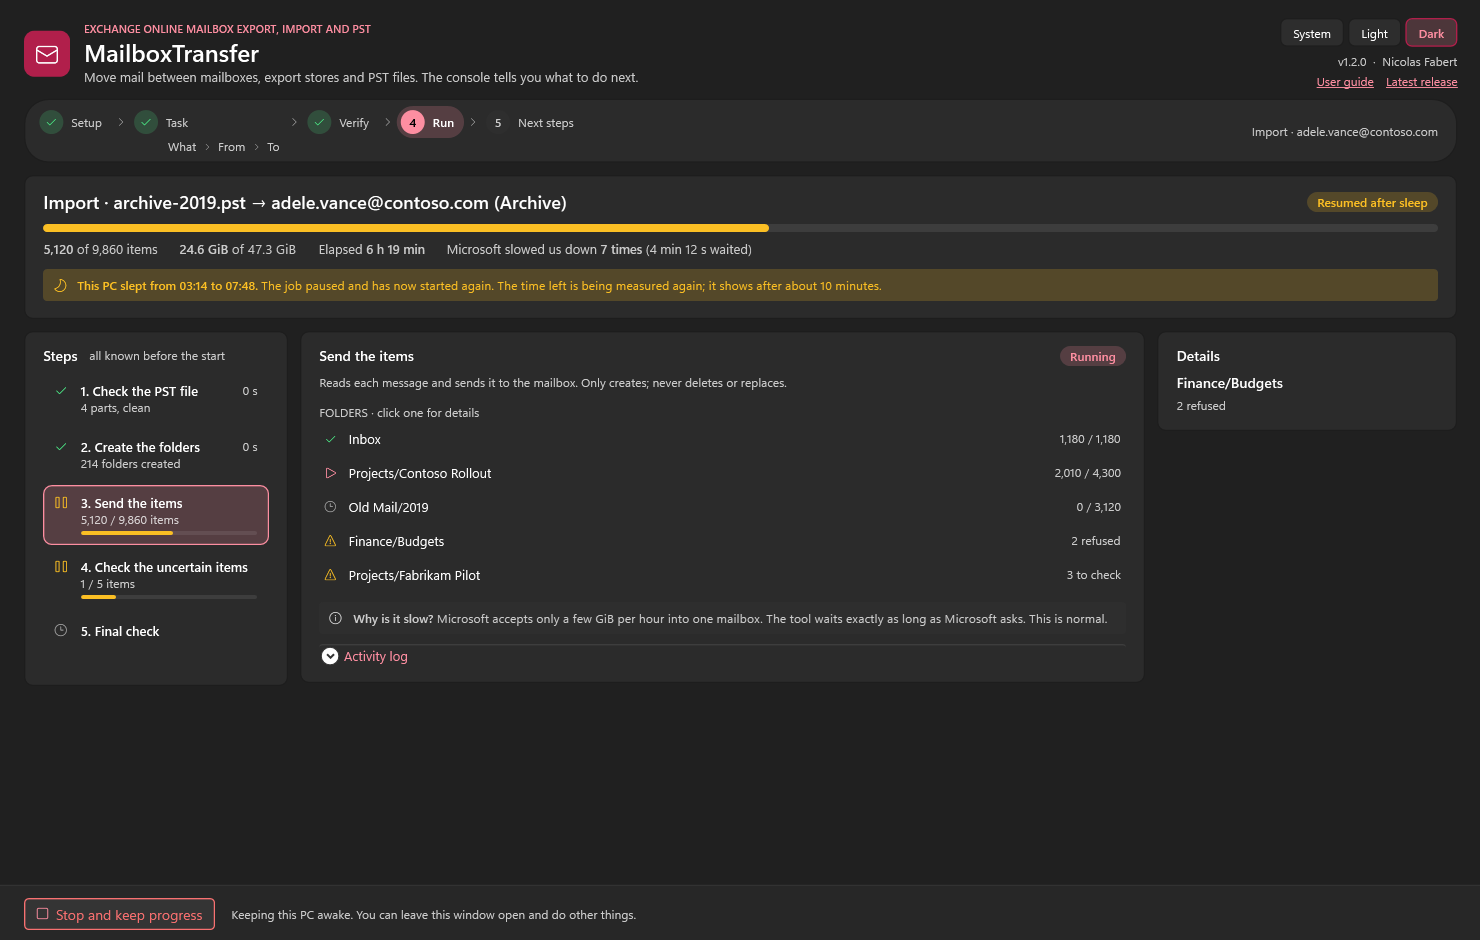 EXCHANGE ONLINE MAILBOX EXPORT, IMPORT AND PST
MailboxTransfer
Move mail between mailboxes, export stores and PST files. The console tells you what to do next.
System Light Dark
v1.2.0 · Nicolas Fabert
User guide Latest release
Setup Task Verify 4 Run 5 Next steps
What From To
Import · adele.vance@contoso.com
Import · archive-2019.pst → adele.vance@contoso.com (Archive)
Resumed after sleep
5,120 of 9,860 items 24.6 GiB of 47.3 GiB Elapsed 6 h 19 min Microsoft slowed us down 7 times (4 min 12 s waited)
This PC slept from 03:14 to 07:48. The job paused and has now started again. The time left is being measured again; it shows after about 10 minutes.
Steps all known before the start
1. Check the PST file 0 s
4 parts, clean
2. Create the folders 0 s
214 folders created
3. Send the items
5,120 / 9,860 items
4. Check the uncertain items
1 / 5 items
5. Final check
Send the items Running
Reads each message and sends it to the mailbox. Only creates; never deletes or replaces.
FOLDERS · click one for details
Inbox 1,180 / 1,180
Projects/Contoso Rollout 2,010 / 4,300
Old Mail/2019 0 / 3,120
Finance/Budgets 2 refused
Projects/Fabrikam Pilot 3 to check
Why is it slow? Microsoft accepts only a few GiB per hour into one mailbox. The tool waits exactly as long as Microsoft asks. This is normal.
Activity log
Details
Finance/Budgets
2 refused
Stop and keep progress Keeping this PC awake. You can leave this window open and do other things.